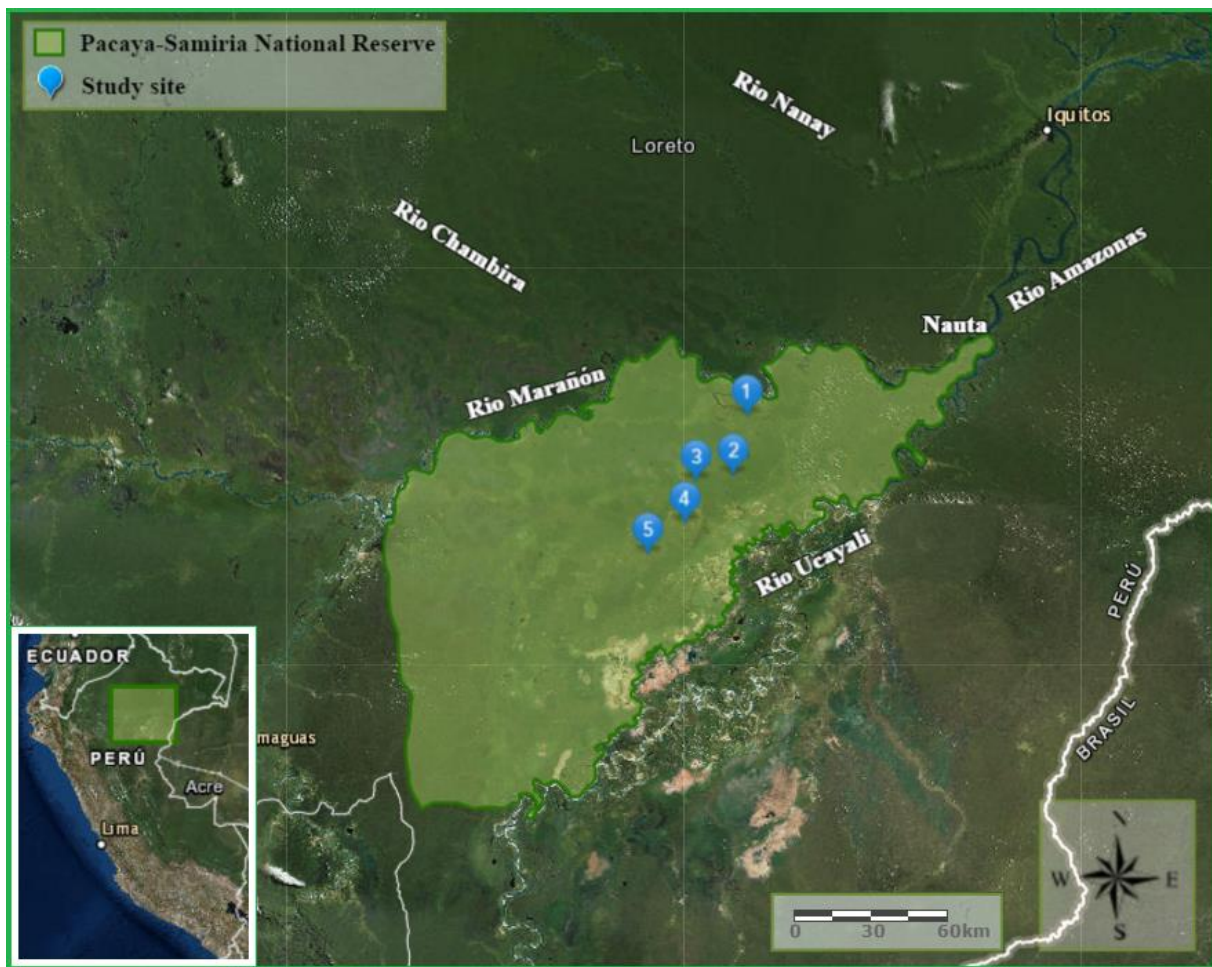 Pacaya-Samiria National Reserve
Study site
Rio Nanay
Iquitos
Loreto
Rio Chambira
Rio Amazonas
Nauta
Rio Marañón
1
2
3
4
5
Rio Ucayali
PERÚ
BRASIL
maguas
ECUADOR
PERÚ
Acre
Lima
N
W E
S
0 30 60km